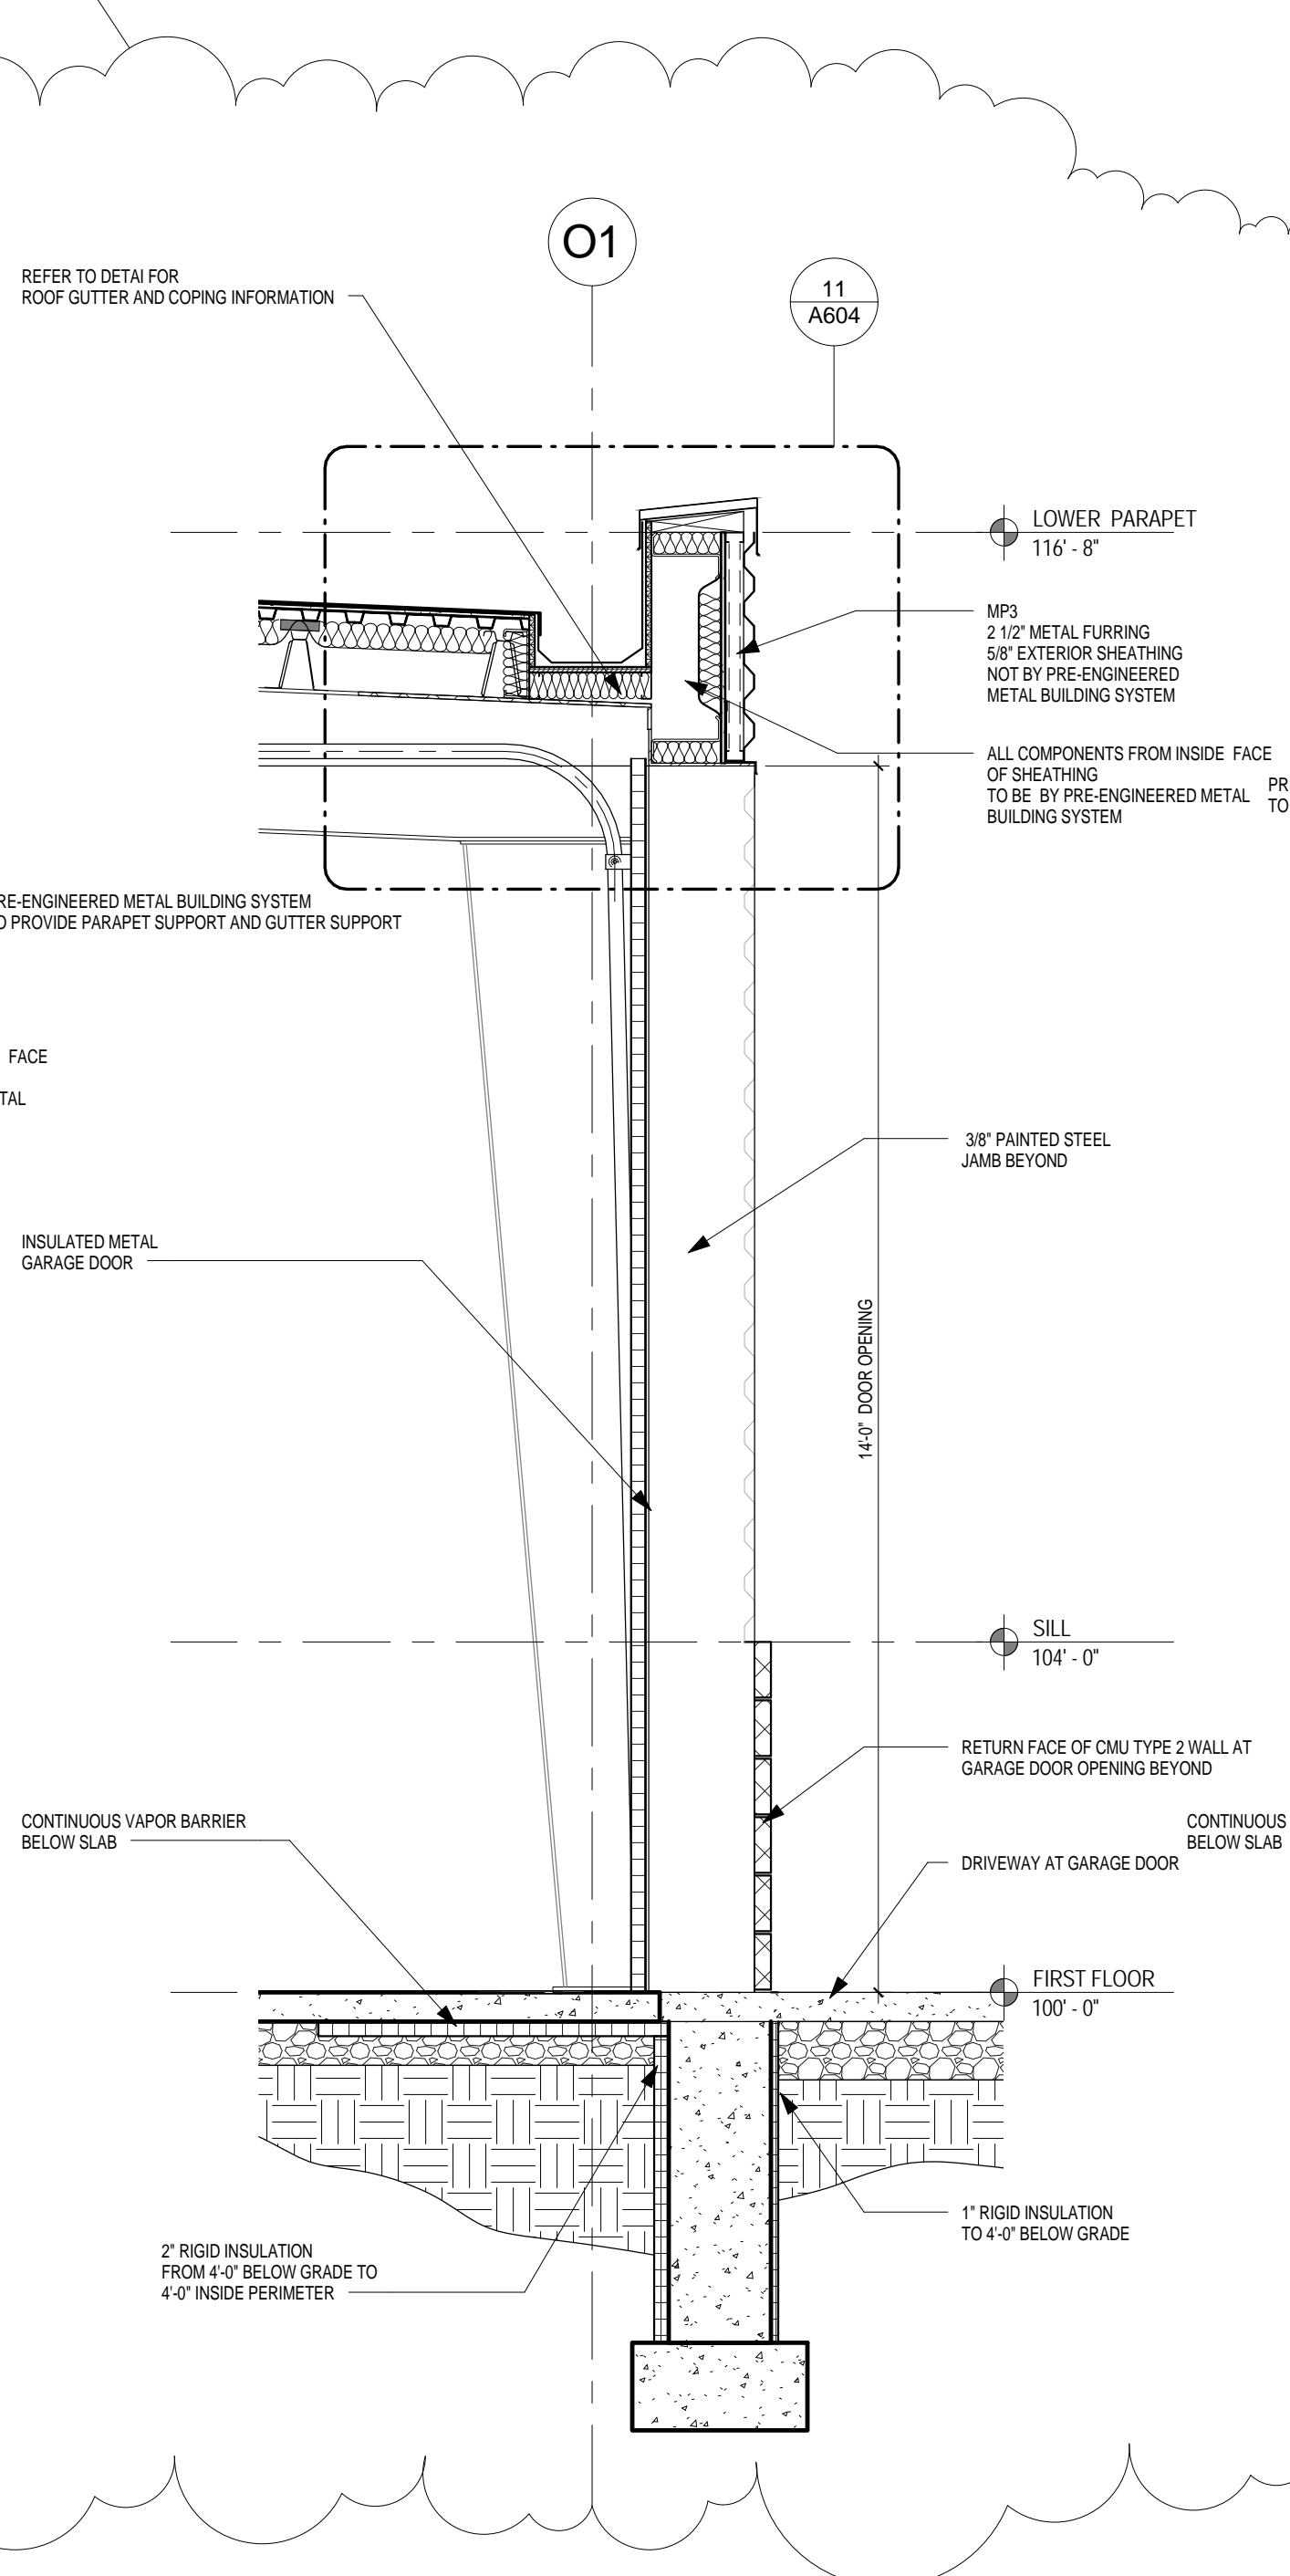 O1
REFER TO DETAI FOR
ROOF GUTTER AND COPING INFORMATION
11
A604
LOWER PARAPET
116' - 8"
MP3
2 1/2" METAL FURRING
5/8" EXTERIOR SHEATHING
NOT BY PRE-ENGINEERED
METAL BUILDING SYSTEM
ALL COMPONENTS FROM INSIDE FACE
OF SHEATHING
TO BE BY PRE-ENGINEERED METAL
BUILDING SYSTEM
PR
TO
RE-ENGINEERED METAL BUILDING SYSTEM
O PROVIDE PARAPET SUPPORT AND GUTTER SUPPORT
FACE
TAL
3/8" PAINTED STEEL
JAMB BEYOND
INSULATED METAL
GARAGE DOOR
14'-0" DOOR OPENING
SILL
104' - 0"
RETURN FACE OF CMU TYPE 2 WALL AT
GARAGE DOOR OPENING BEYOND
CONTINUOUS VAPOR BARRIER
BELOW SLAB
CONTINUOUS
BELOW SLAB
DRIVEWAY AT GARAGE DOOR
FIRST FLOOR
100' - 0"
1" RIGID INSULATION
TO 4'-0" BELOW GRADE
2" RIGID INSULATION
FROM 4'-0" BELOW GRADE TO
4'-0" INSIDE PERIMETER